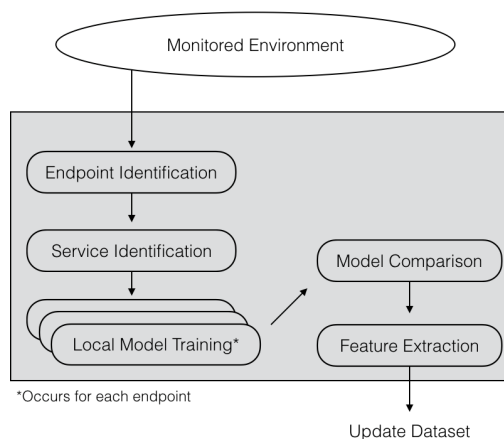 Monitored Environment
Endpoint Identification
Service Identification
Local Model Training*
Model Comparison
Feature Extraction
*Occurs for each endpoint
Update Dataset